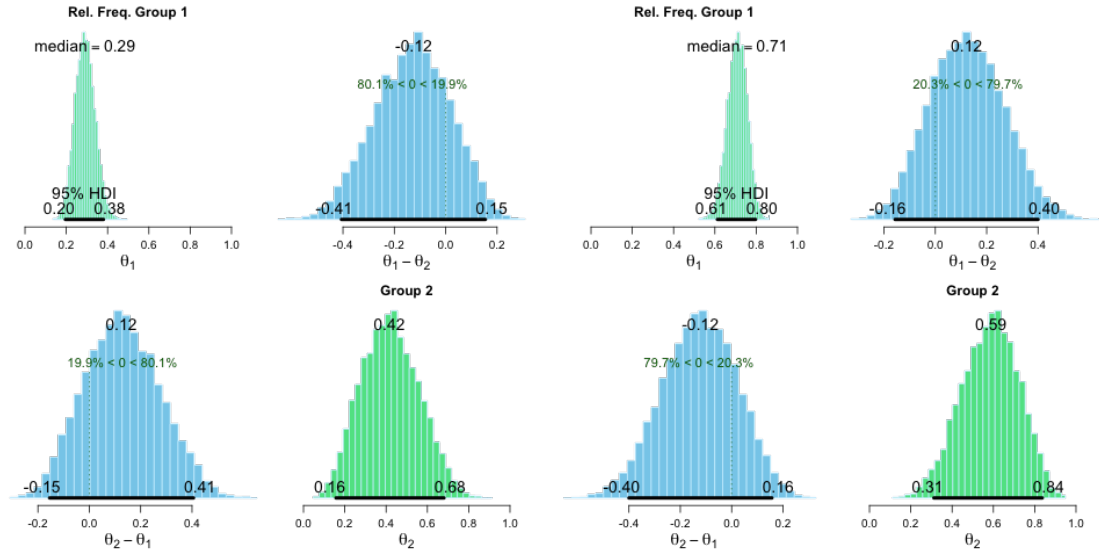 Rel. Freq. Group 1
median = 0.29
95% HDI
0.20 0.38
0.0 0.2 0.4 0.6 0.8 1.0
θ1
-0.12
80.1% < 0 < 19.9%
-0.41 0.15
-0.4 -0.2 0.0 0.2
θ1 − θ2
Rel. Freq. Group 1
median = 0.71
95% HDI
0.61 0.80
0.0 0.2 0.4 0.6 0.8 1.0
θ1
0.12
20.3% < 0 < 79.7%
-0.16 0.40
-0.2 0.0 0.2 0.4 0.6
θ1 − θ2
0.12
19.9% < 0 < 80.1%
-0.15 0.41
-0.2 0.0 0.2 0.4
θ2 − θ1
Group 2
0.42
0.16 0.68
0.0 0.2 0.4 0.6 0.8 1.0
θ2
-0.12
79.7% < 0 < 20.3%
-0.40 0.16
-0.4 -0.2 0.0 0.2
θ2 − θ1
Group 2
0.59
0.31 0.84
0.0 0.2 0.4 0.6 0.8 1.0
θ2